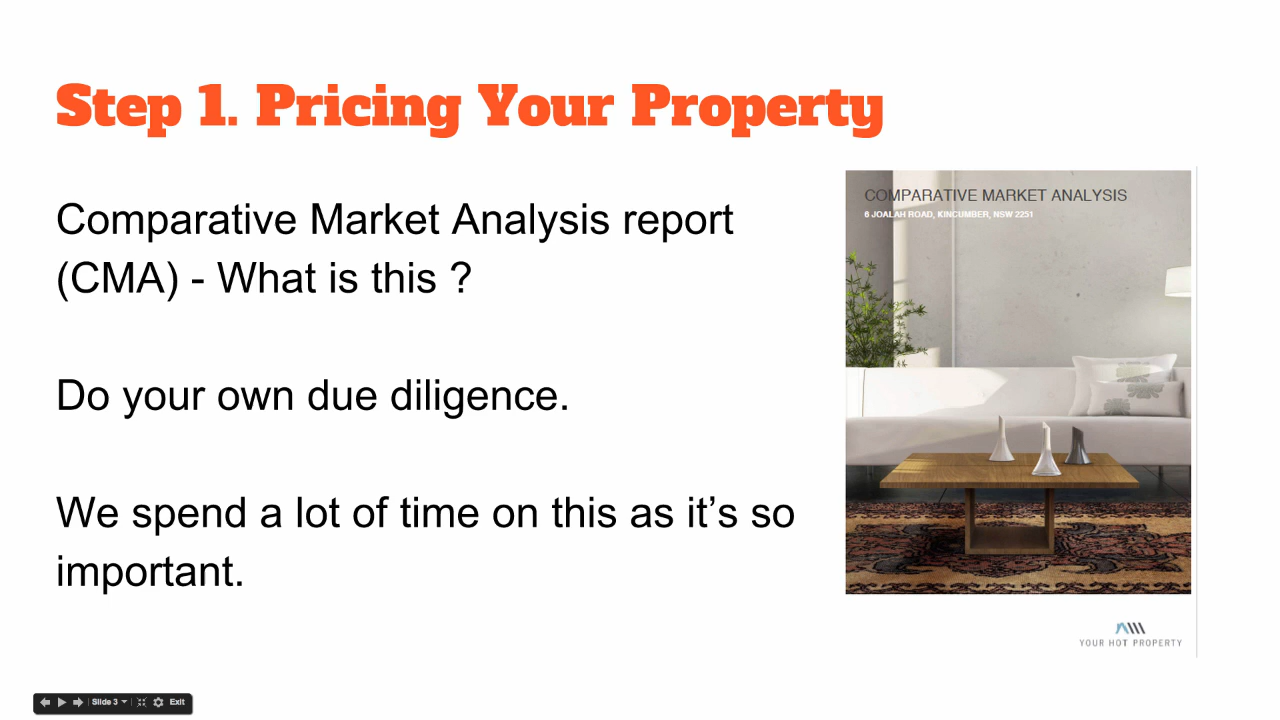 Step 1. Pricing Your Property
Comparative Market Analysis report
(CMA) - What is this ?
Do your own due diligence.
We spend a lot of time on this as it’s so
important.
COMPARATIVE MARKET ANALYSIS
6 JOALAH ROAD, KINCUMBER, NSW 2251
YOUR HOT PROPERTY
Slide 3
Exit